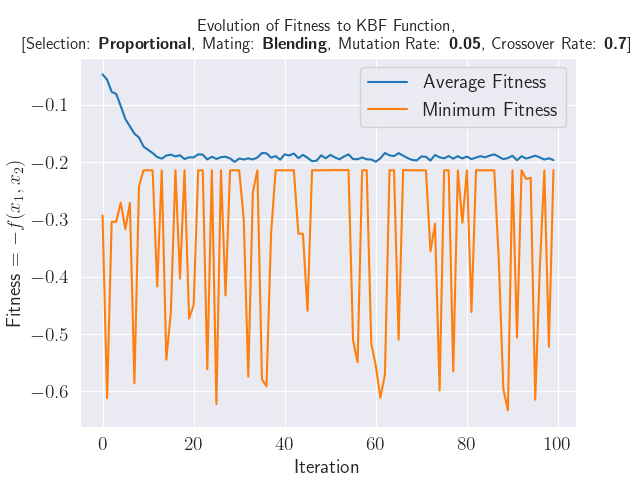 Evolution of Fitness to KBF Function,
[Selection: Proportional, Mating: Blending, Mutation Rate: 0.05, Crossover Rate: 0.7]
Average Fitness
Minimum Fitness
−0.1
−0.2
−0.3
−0.4
−0.5
−0.6
Fitness = −f(x₁, x₂)
0 20 40 60 80 100
Iteration